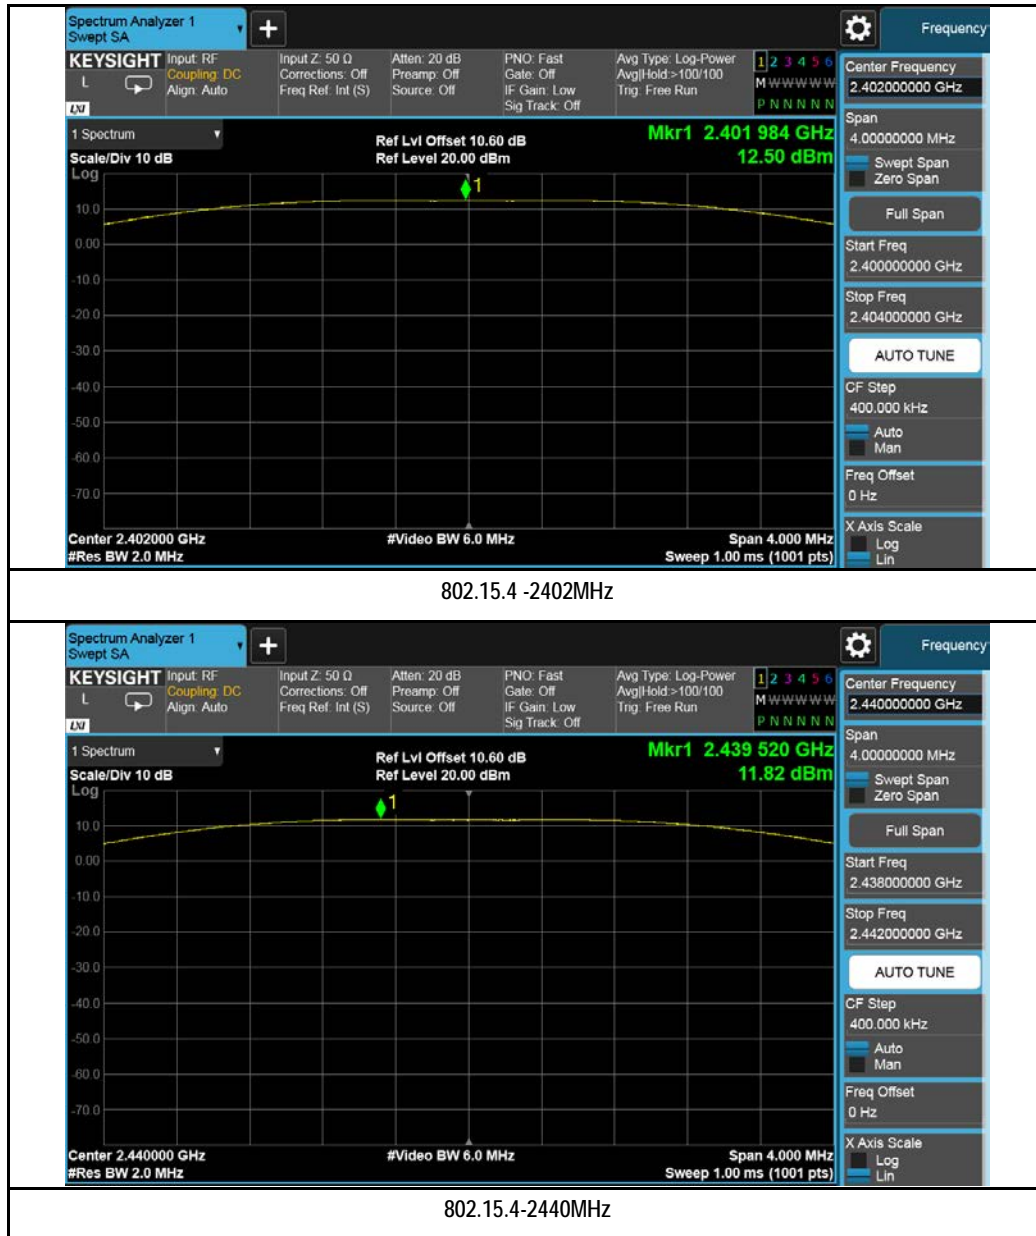 Spectrum Analyzer 1
Swept SA
+
Frequency
KEYSIGHT
L
LXI
Input: RF
Coupling: DC
Align: Auto
Input Z: 50 Ω
Corrections: Off
Freq Ref: Int (S)
Atten: 20 dB
Preamp: Off
Source: Off
PNO: Fast
Gate: Off
IF Gain: Low
Sig Track: Off
Avg Type: Log-Power
Avg|Hold:>100/100
Trig: Free Run
1 2 3 4 5 6
M W W W W W
P N N N N N
1 Spectrum
Scale/Div 10 dB
Log
Ref Lvl Offset 10.60 dB
Ref Level 20.00 dBm
Mkr1 2.401 984 GHz
12.50 dBm
1
10.0
0.00
-10.0
-20.0
-30.0
-40.0
-50.0
-60.0
-70.0
Center 2.402000 GHz
#Res BW 2.0 MHz
#Video BW 6.0 MHz
Span 4.000 MHz
Sweep 1.00 ms (1001 pts)
Center Frequency
2.402000000 GHz
Span
4.00000000 MHz
Swept Span
Zero Span
Full Span
Start Freq
2.400000000 GHz
Stop Freq
2.404000000 GHz
AUTO TUNE
CF Step
400.000 kHz
Auto
Man
Freq Offset
0 Hz
X Axis Scale
Log
Lin
802.15.4 -2402MHz
Spectrum Analyzer 1
Swept SA
+
Frequency
KEYSIGHT
L
LXI
Input: RF
Coupling: DC
Align: Auto
Input Z: 50 Ω
Corrections: Off
Freq Ref: Int (S)
Atten: 20 dB
Preamp: Off
Source: Off
PNO: Fast
Gate: Off
IF Gain: Low
Sig Track: Off
Avg Type: Log-Power
Avg|Hold:>100/100
Trig: Free Run
1 2 3 4 5 6
M W W W W W
P N N N N N
1 Spectrum
Scale/Div 10 dB
Log
Ref Lvl Offset 10.60 dB
Ref Level 20.00 dBm
Mkr1 2.439 520 GHz
11.82 dBm
1
10.0
0.00
-10.0
-20.0
-30.0
-40.0
-50.0
-60.0
-70.0
Center 2.440000 GHz
#Res BW 2.0 MHz
#Video BW 6.0 MHz
Span 4.000 MHz
Sweep 1.00 ms (1001 pts)
Center Frequency
2.440000000 GHz
Span
4.00000000 MHz
Swept Span
Zero Span
Full Span
Start Freq
2.438000000 GHz
Stop Freq
2.442000000 GHz
AUTO TUNE
CF Step
400.000 kHz
Auto
Man
Freq Offset
0 Hz
X Axis Scale
Log
Lin
802.15.4-2440MHz